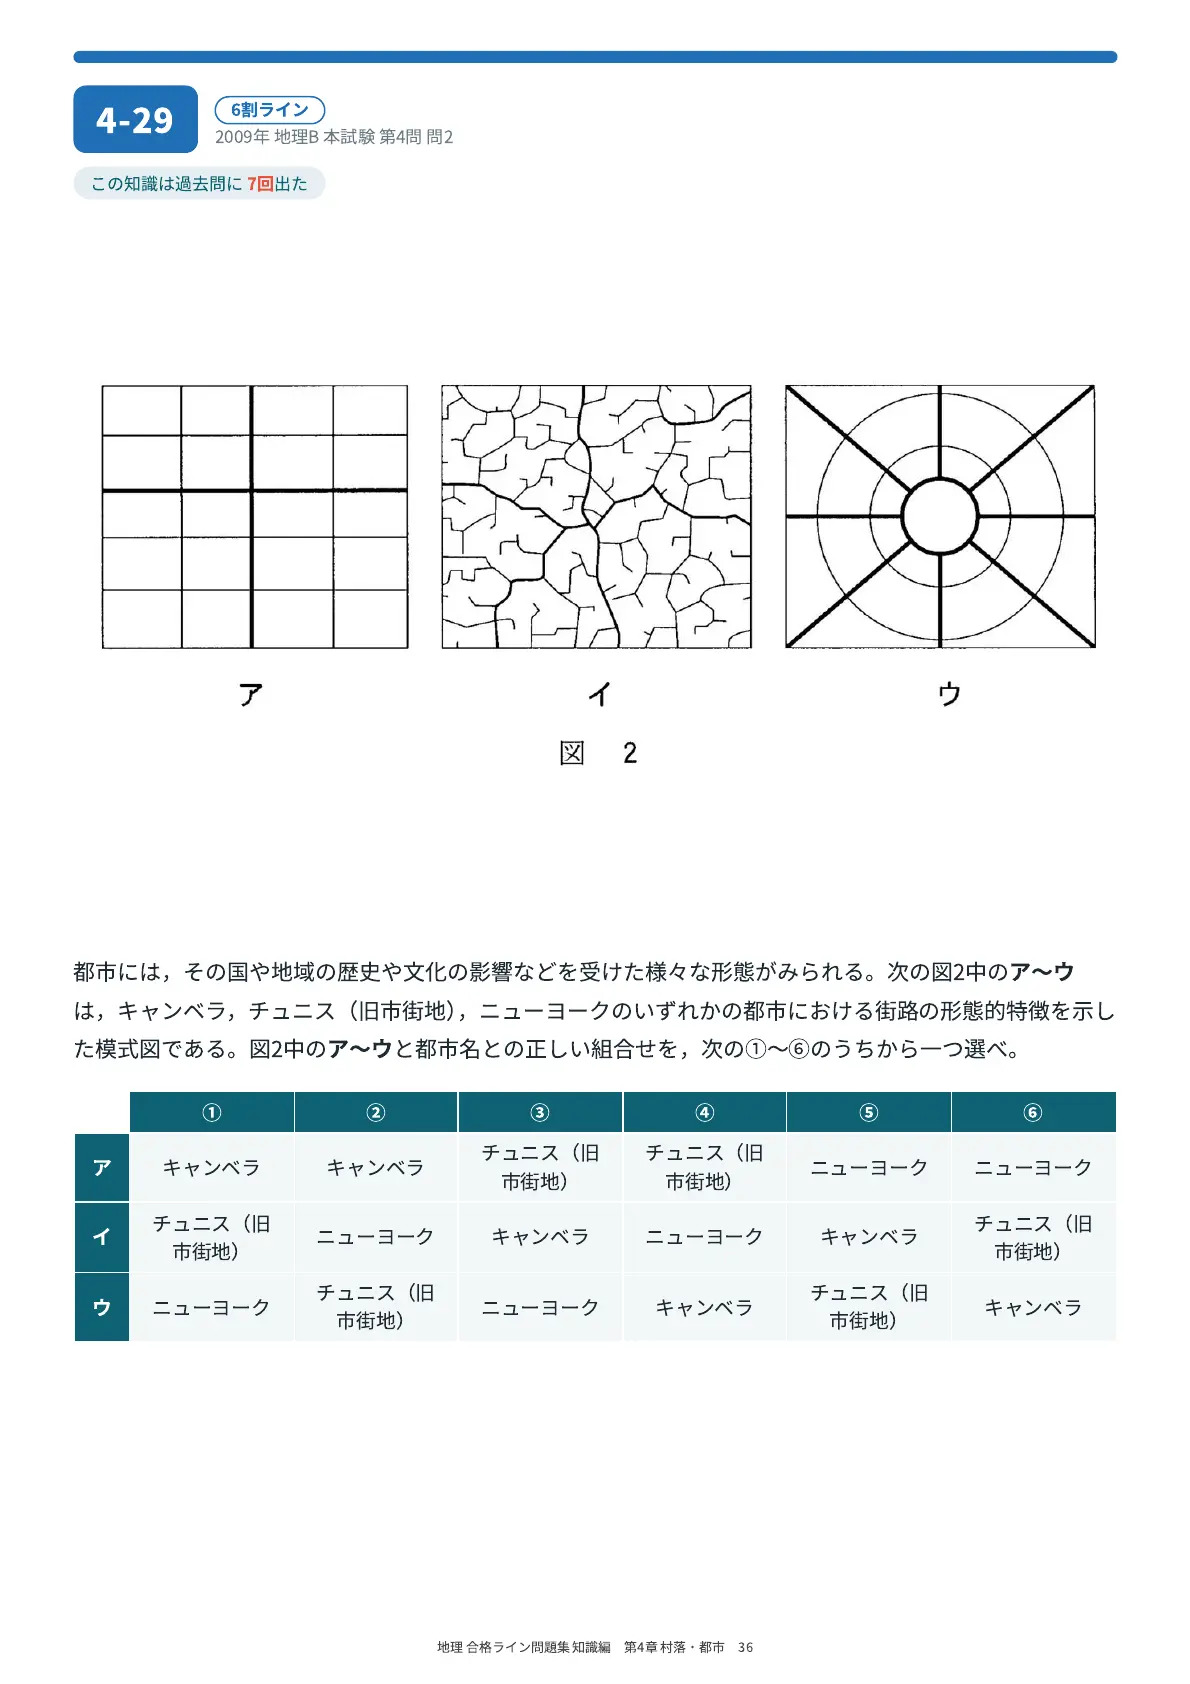 4-29
6割ライン
2009年 地理B 本試験 第4問 問2
この知識は過去問に 7回出た
ア
イ
ウ
図 2
都市には，その国や地域の歴史や文化の影響などを受けた様々な形態がみられる。次の図2中のア〜ウ
は，キャンベラ，チュニス（旧市街地），ニューヨークのいずれかの都市における街路の形態的特徴を示し
た模式図である。図2中のア〜ウと都市名との正しい組合せを，次の①〜⑥のうちから一つ選べ。
① ② ③ ④ ⑤ ⑥
ア キャンベラ キャンベラ チュニス（旧市街地） チュニス（旧市街地） ニューヨーク ニューヨーク
イ チュニス（旧市街地） ニューヨーク キャンベラ ニューヨーク キャンベラ チュニス（旧市街地）
ウ ニューヨーク チュニス（旧市街地） ニューヨーク キャンベラ チュニス（旧市街地） キャンベラ
地理 合格ライン問題集 知識編 第4章 村落・都市 36